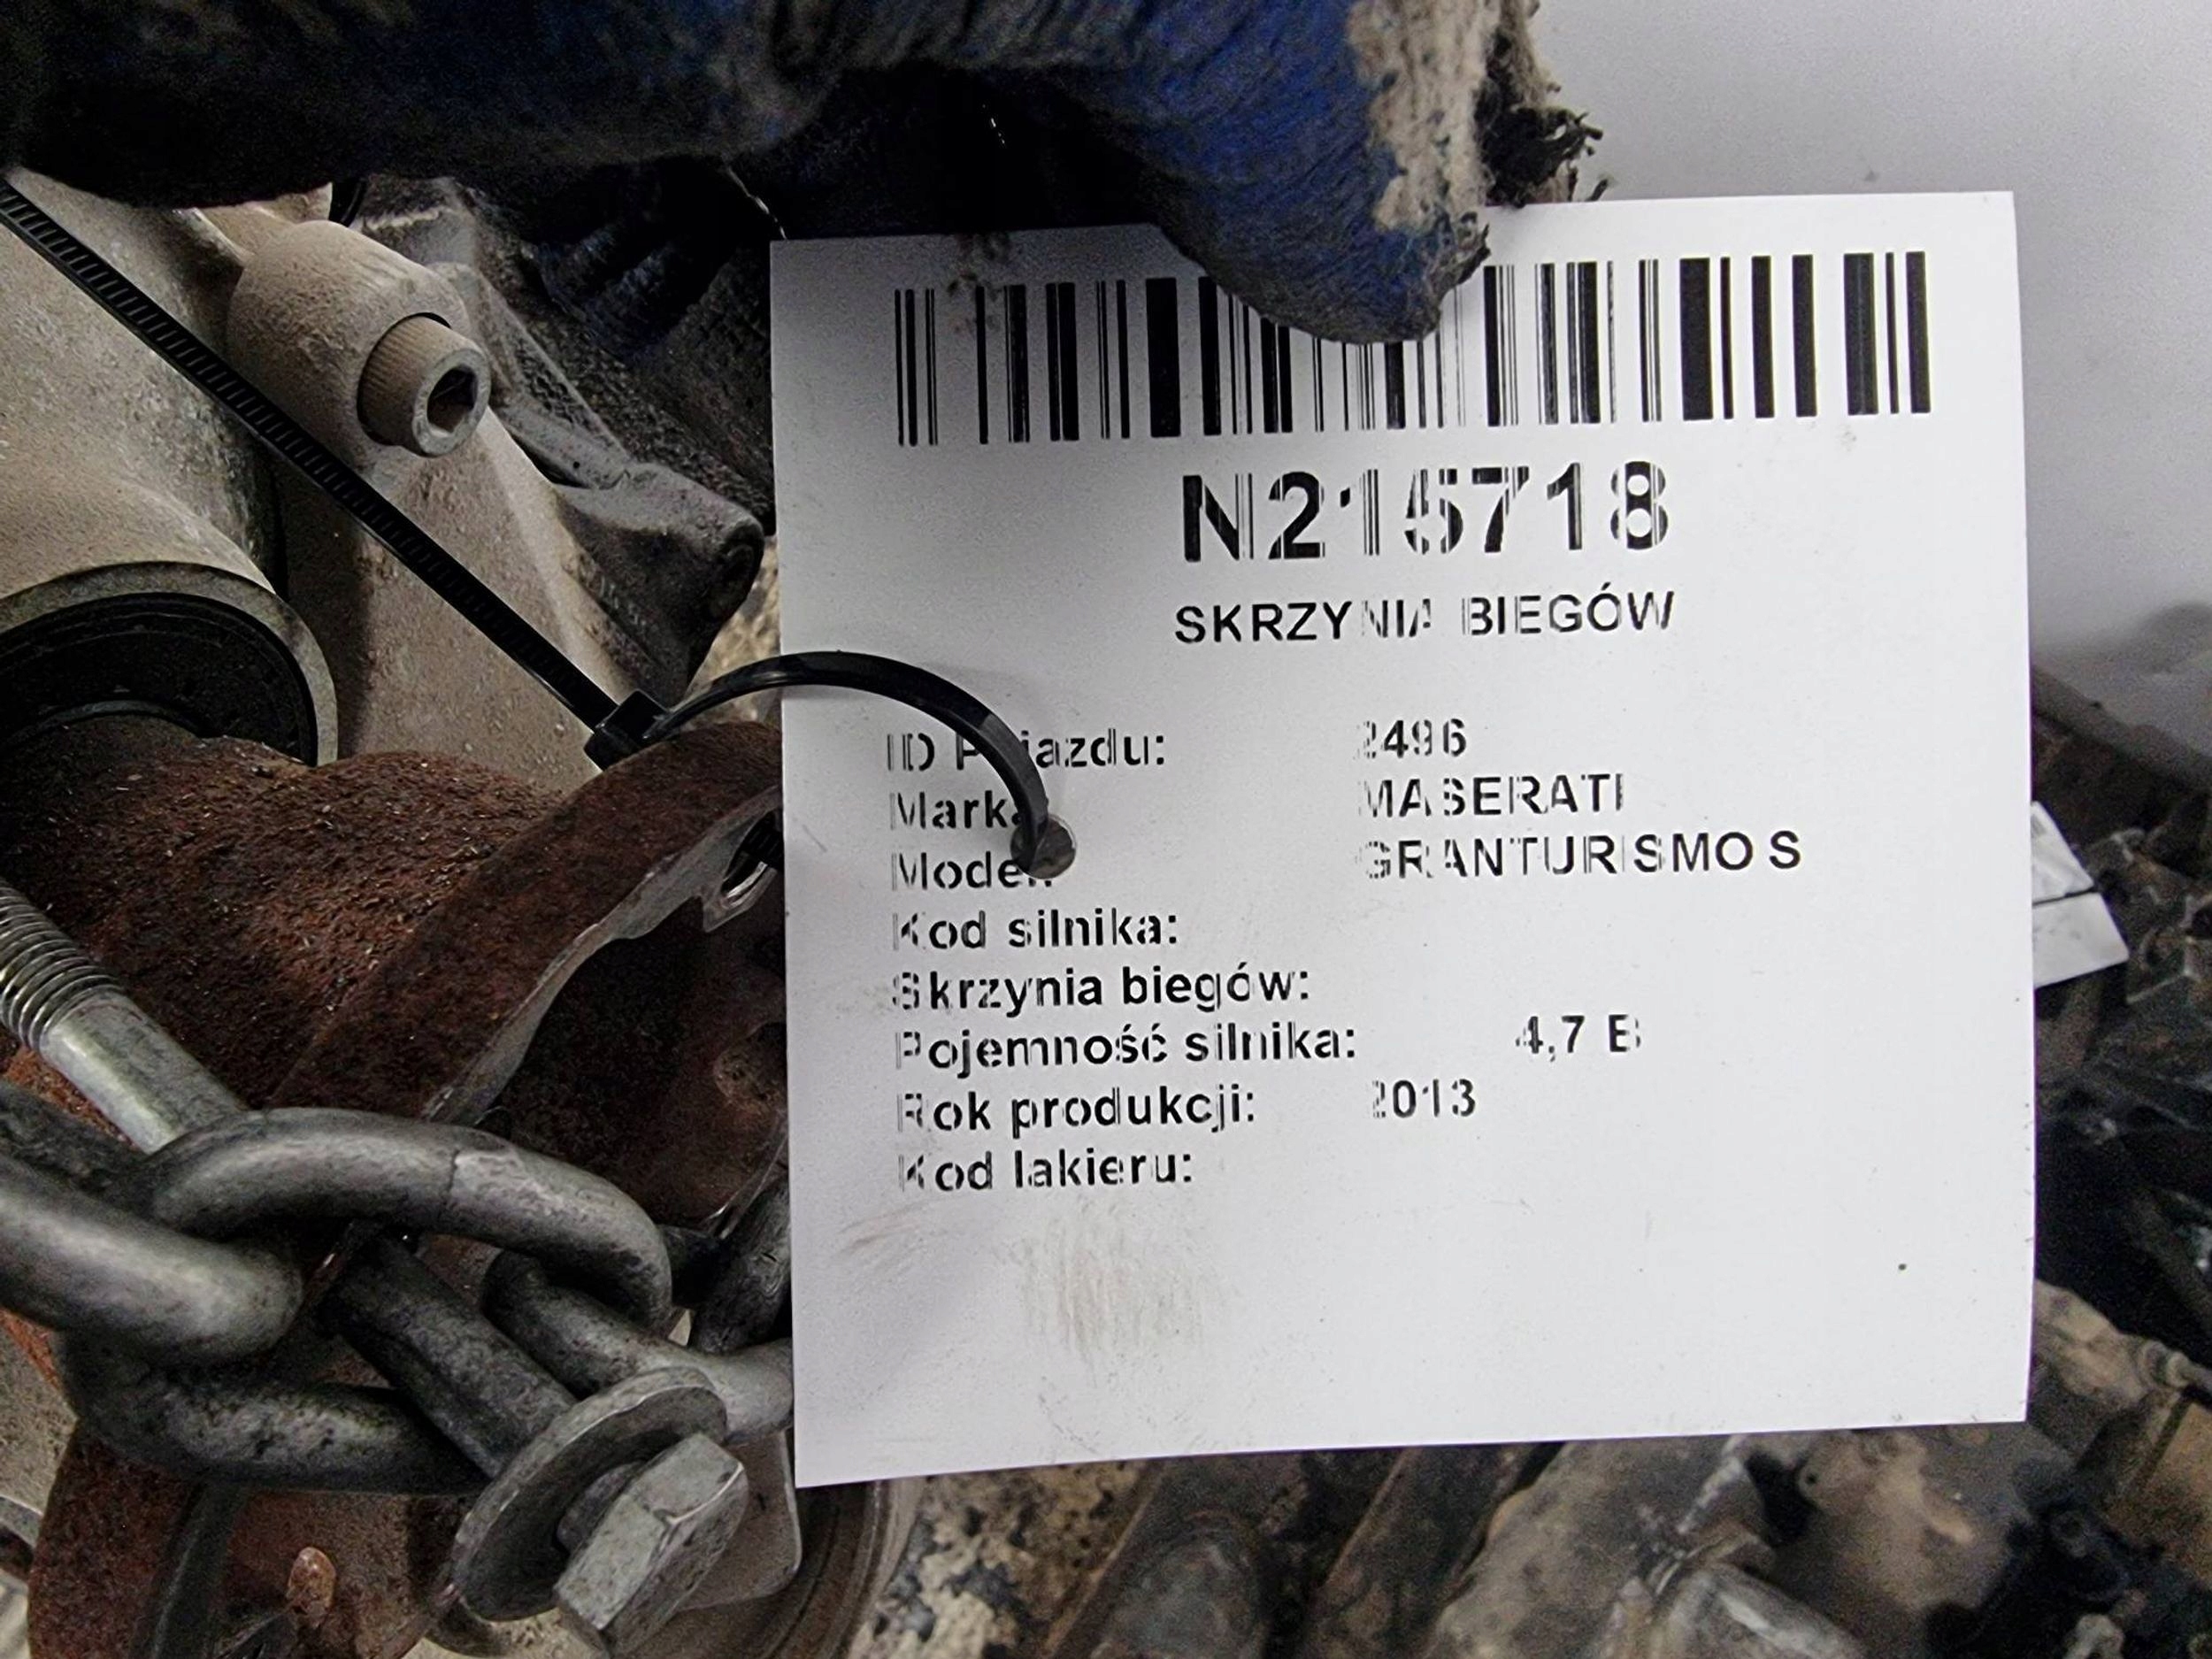 N215718
SKRZYNIA BIEGÓW
ID Pojazdu: 2496
Marka: MASERATI
Model: GRANTURISMO S
Kod silnika:
Skrzynia biegów:
Pojemność silnika: 4,7 B
Rok produkcji: 2013
Kod lakieru: